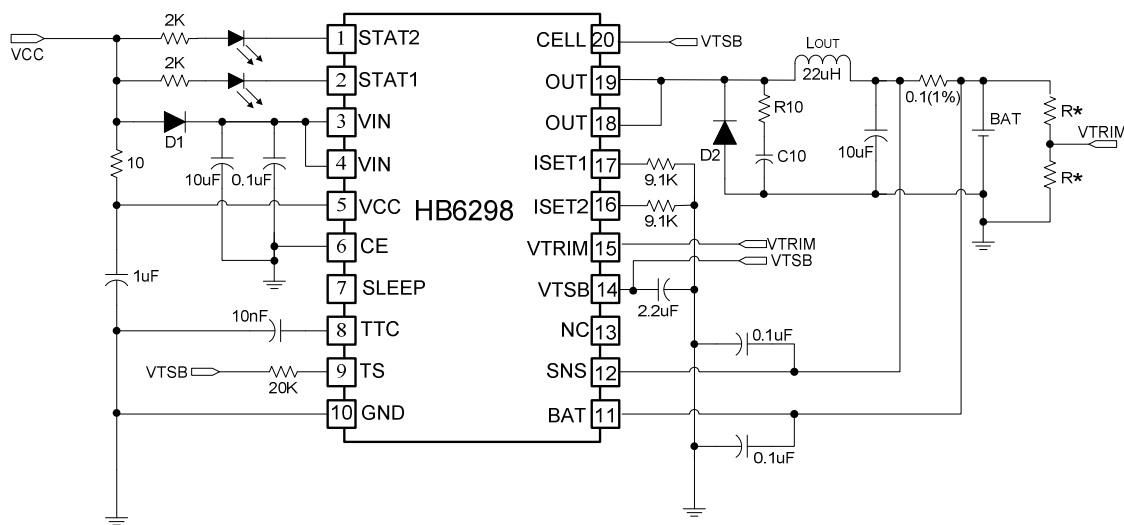 2K
VCC
1 STAT2
2K
2 STAT1
3 VIN
D1
4 VIN
10
10uF
0.1uF
5 VCC
6 CE
1uF
7 SLEEP
10nF
8 TTC
VTSB
20K
9 TS
10 GND
HB6298
CELL 20
VTSB
OUT 19
OUT 18
ISET1 17
9.1K
ISET2 16
9.1K
VTRIM 15
VTRIM
VTSB
VTSB 14
2.2uF
NC 13
0.1uF
SNS 12
BAT 11
0.1uF
LOUT
22uH
0.1(1%)
R10
C10
D2
10uF
BAT
R*
VTRIM
R*